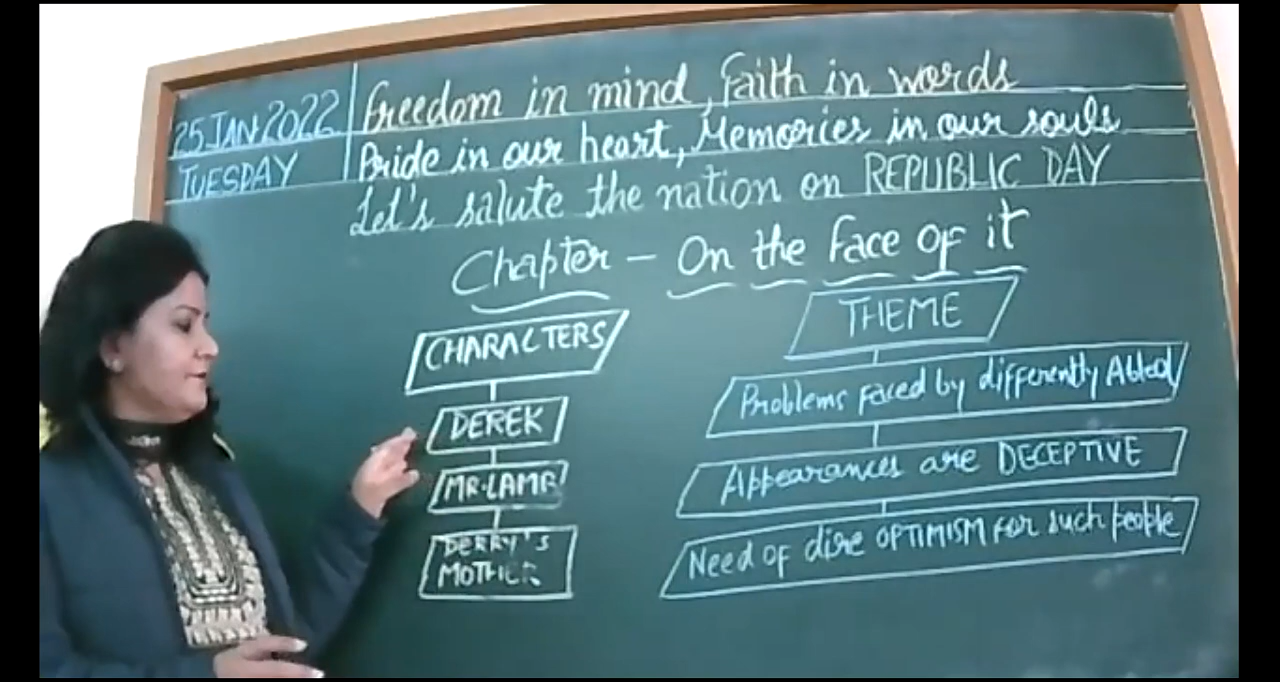 25 JAN 2022
TUESDAY
Freedom in mind, Faith in words
Pride in our heart, Memories in our souls
Let's salute the nation on REPUBLIC DAY
Chapter - On the Face OF it
CHARACTERS
DEREK
MR. LAMB
DERRY'S
MOTHER
THEME
Problems faced by differently Abled
Appearances are DECEPTIVE
Need OF dire OPTIMISM FOR such people